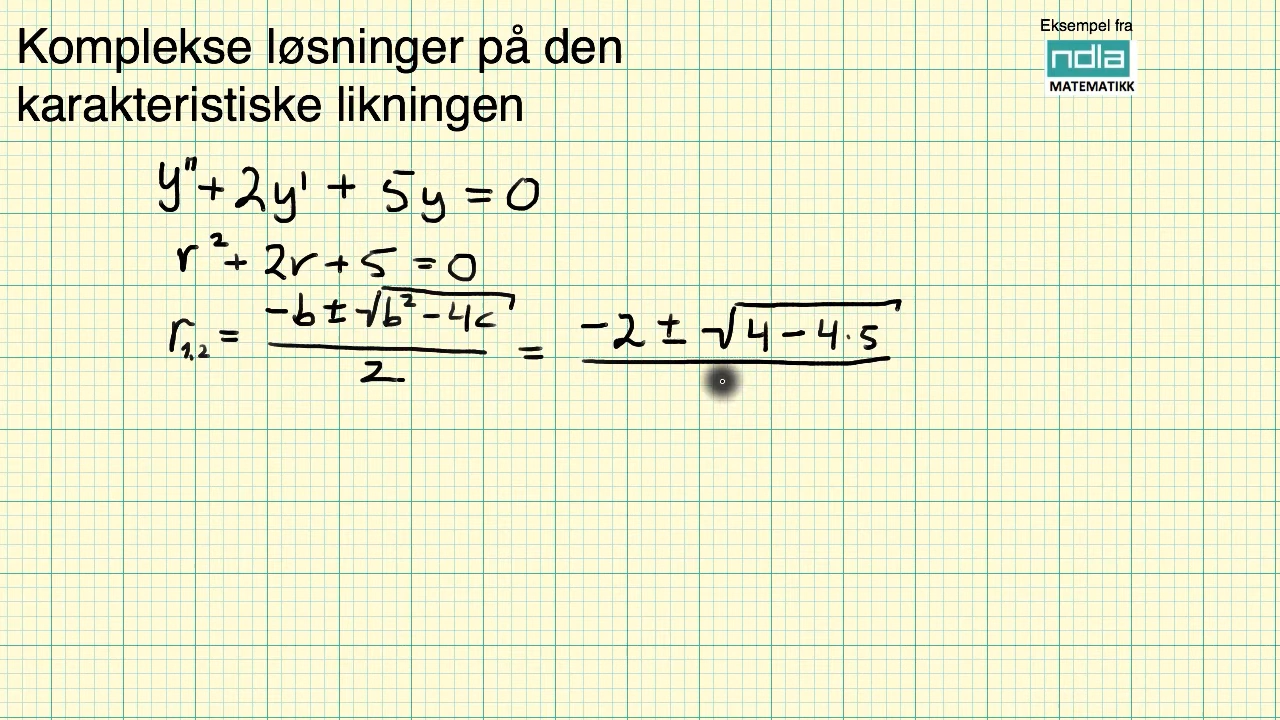 Komplekse løsninger på den
karakteristiske likningen
Eksempel fra
ndla
MATEMATIKK
y'' + 2y' + 5y = 0
r² + 2r + 5 = 0
r₁,₂ = (-b ± √(b² - 4c)) / 2 = (-2 ± √(4 - 4·5)) /